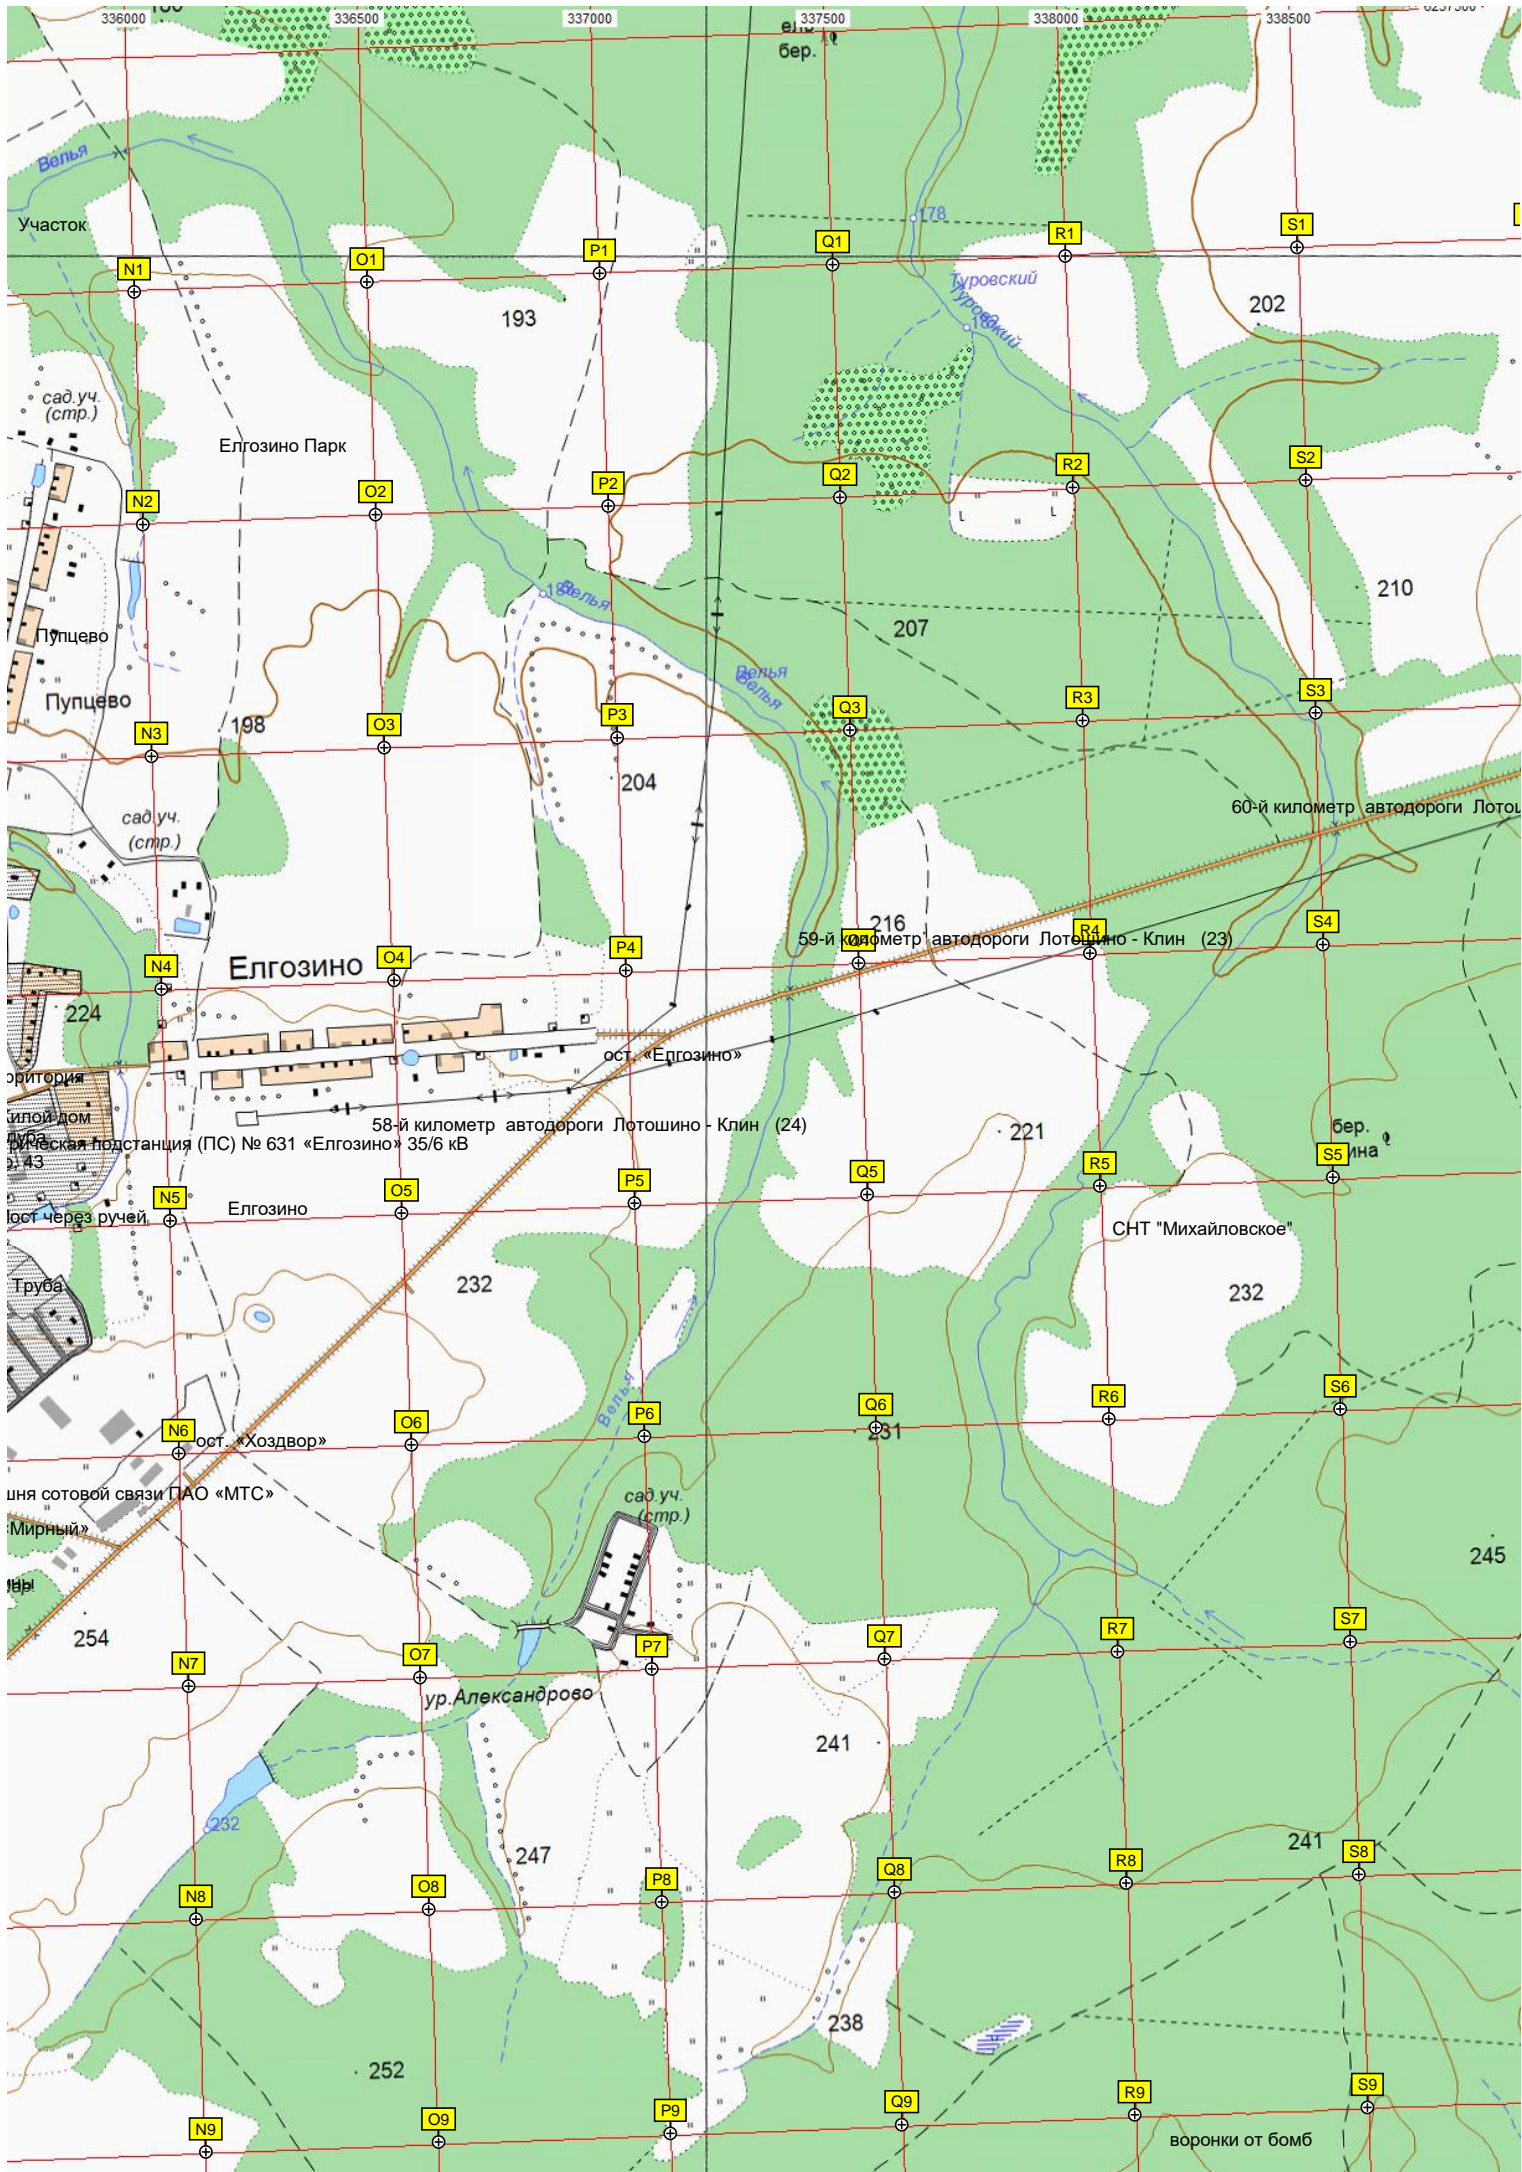 336000 336500 337000 337500 338000 338500
бер.
Велья
178
Участок
N1 O1 P1 Q1 R1 S1
Туровский
Туровский
193
202
сад.уч.
(стр.)
Елгозино Парк
N2 O2 P2 Q2 R2 S2
Велья
210
207
Пупцево
Пупцево
Велья
Велья
198
N3 O3 P3 Q3 R3 S3
204
60-й километр автодороги
сад.уч.
(стр.)
216
59-й километр автодороги Лотошино - Клин (23)
N4 O4 P4 R4 S4
Елгозино
224
ост. «Елгозино»
58-й километр автодороги Лотошино - Клин (24)
подстанция (ПС) № 631 «Елгозино» 35/6 кВ
221
бер.
N5 O5 P5 Q5 R5 S5
через ручей
Елгозино
СНТ "Михайловское"
Труба
232
232
Велья
N6 O6 P6 Q6 R6 S6
ост. «Хоздвор»
231
сотовой связи ПАО «МТС»
сад.уч.
(стр.)
«Мирный»
245
254
N7 O7 P7 Q7 R7 S7
ур.Александрово
241
232
247
241
N8 O8 P8 Q8 R8 S8
238
252
N9 O9 P9 Q9 R9 S9
воронки от бомб